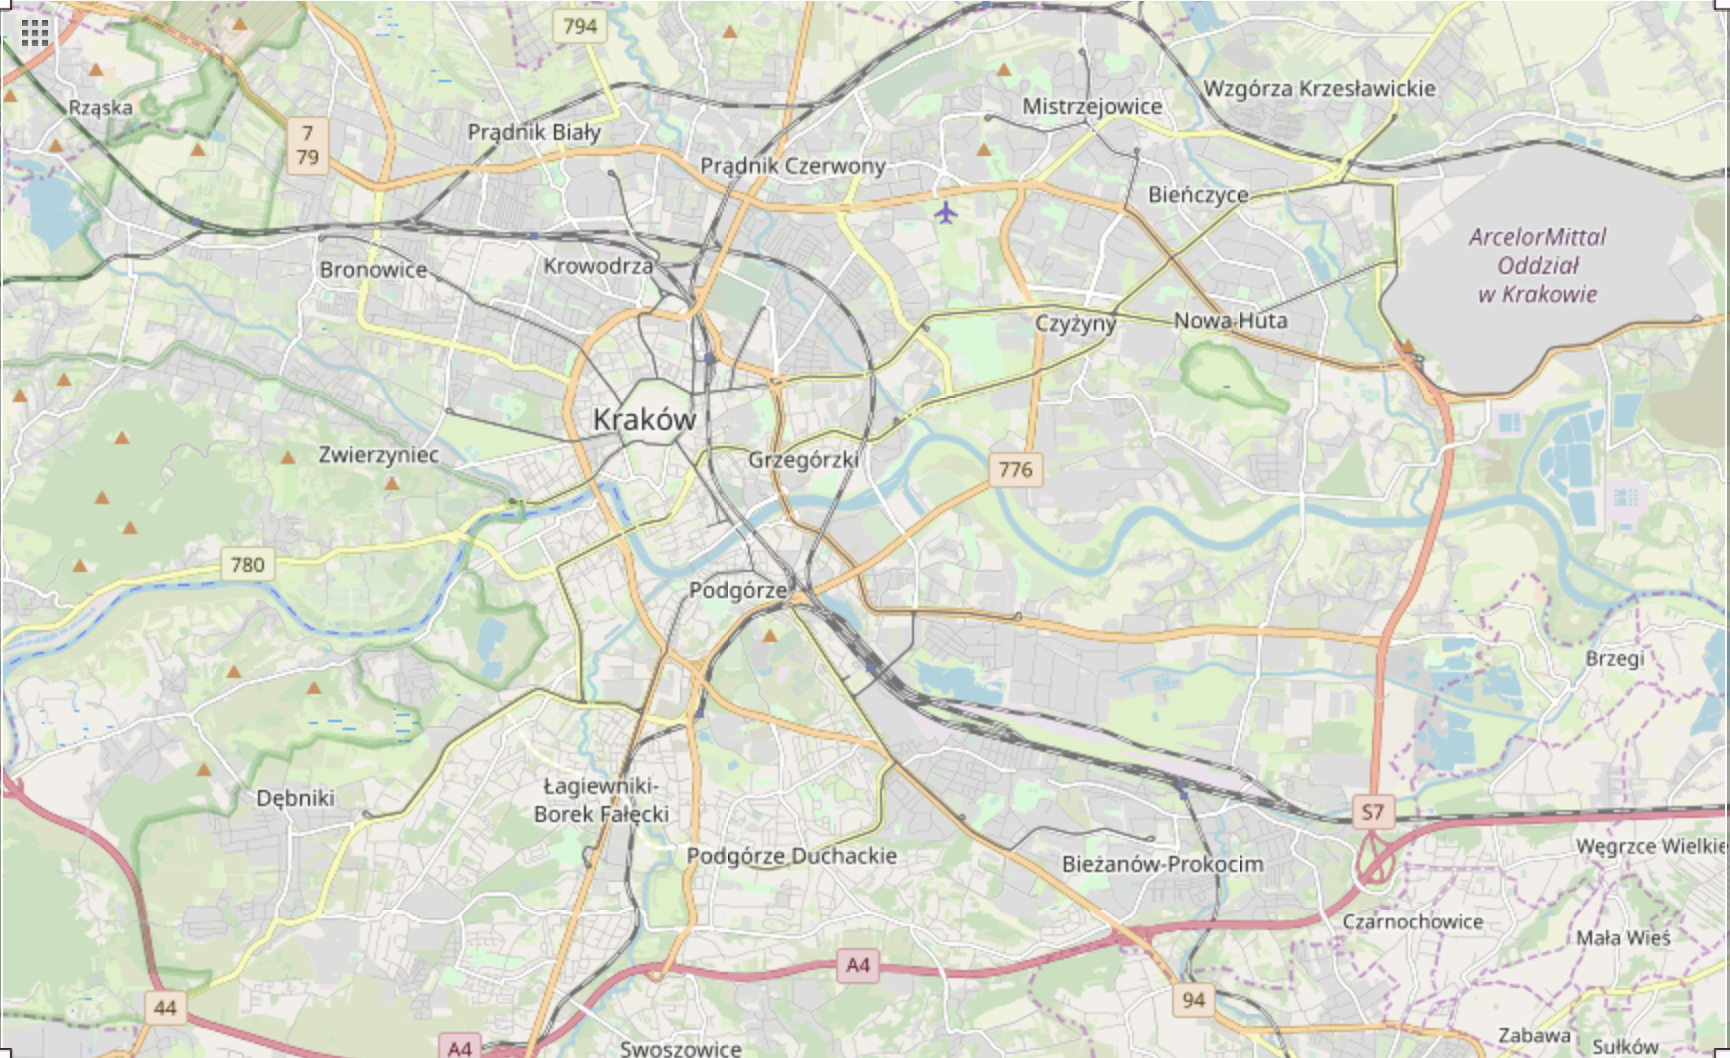 794
Rząska
Wzgórza Krzesławickie
Mistrzejowice
7
79
Prądnik Biały
Prądnik Czerwony
Bieńczyce
ArcelorMittal
Oddział
w Krakowie
Bronowice
Krowodrza
Czyżyny
Nowa Huta
Kraków
Zwierzyniec
Grzegórzki
776
780
Podgórze
Brzegi
Dębniki
Łagiewniki-
Borek Fałęcki
S7
Podgórze Duchackie
Bieżanów-Prokocim
Węgrzce Wielkie
Czarnochowice
Mała Wieś
A4
94
44
Zabawa
A4
Swoszowice
Sułków